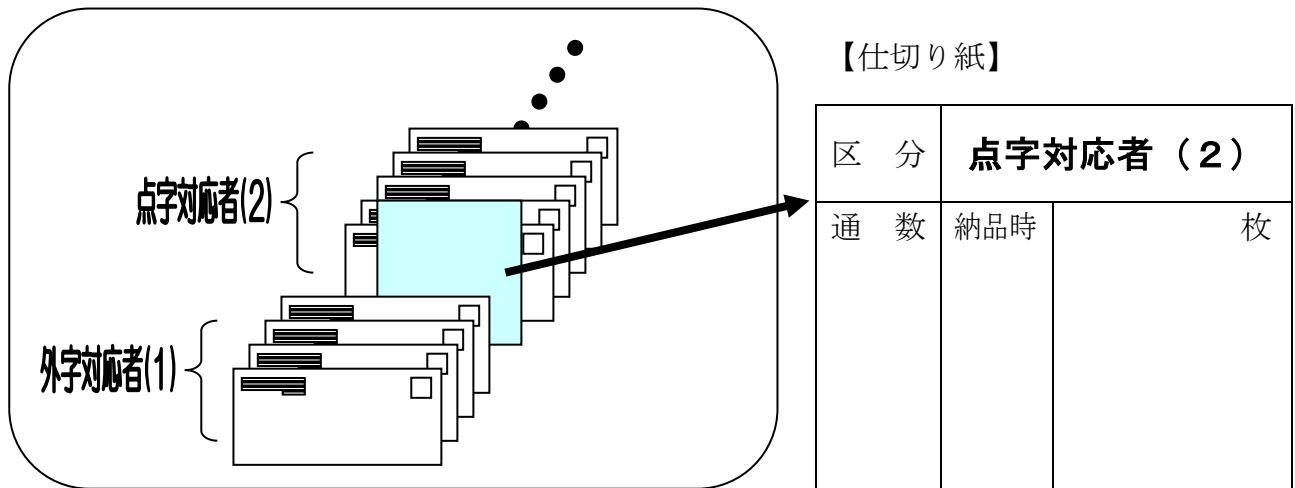 【仕切り紙】
区 分 点字対応者（２）
通 数 納品時 枚
点字対応者(2)
外字対応者(1)